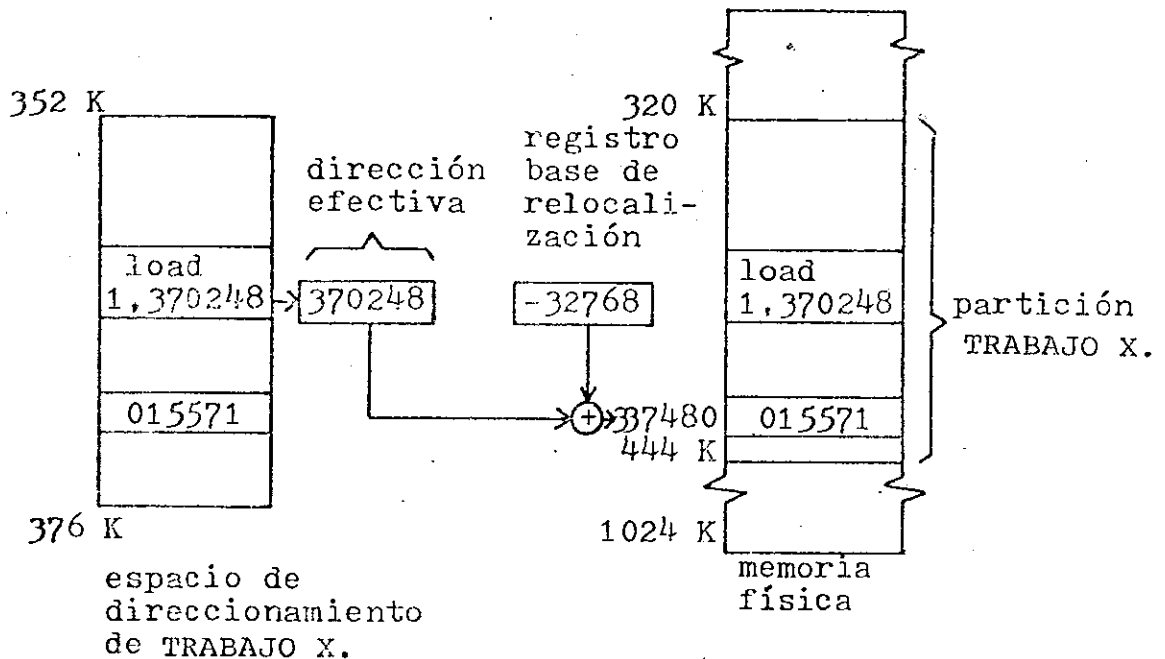 352 K
dirección
efectiva
load
1,370248
370248
015571
376 K
espacio de
direccionamiento
de TRABAJO X.
registro
base de
relocali-
zación
-32768
+
320 K
load
1,370248
partición
TRABAJO X.
337480
015571
444 K
1024 K
memoria
física